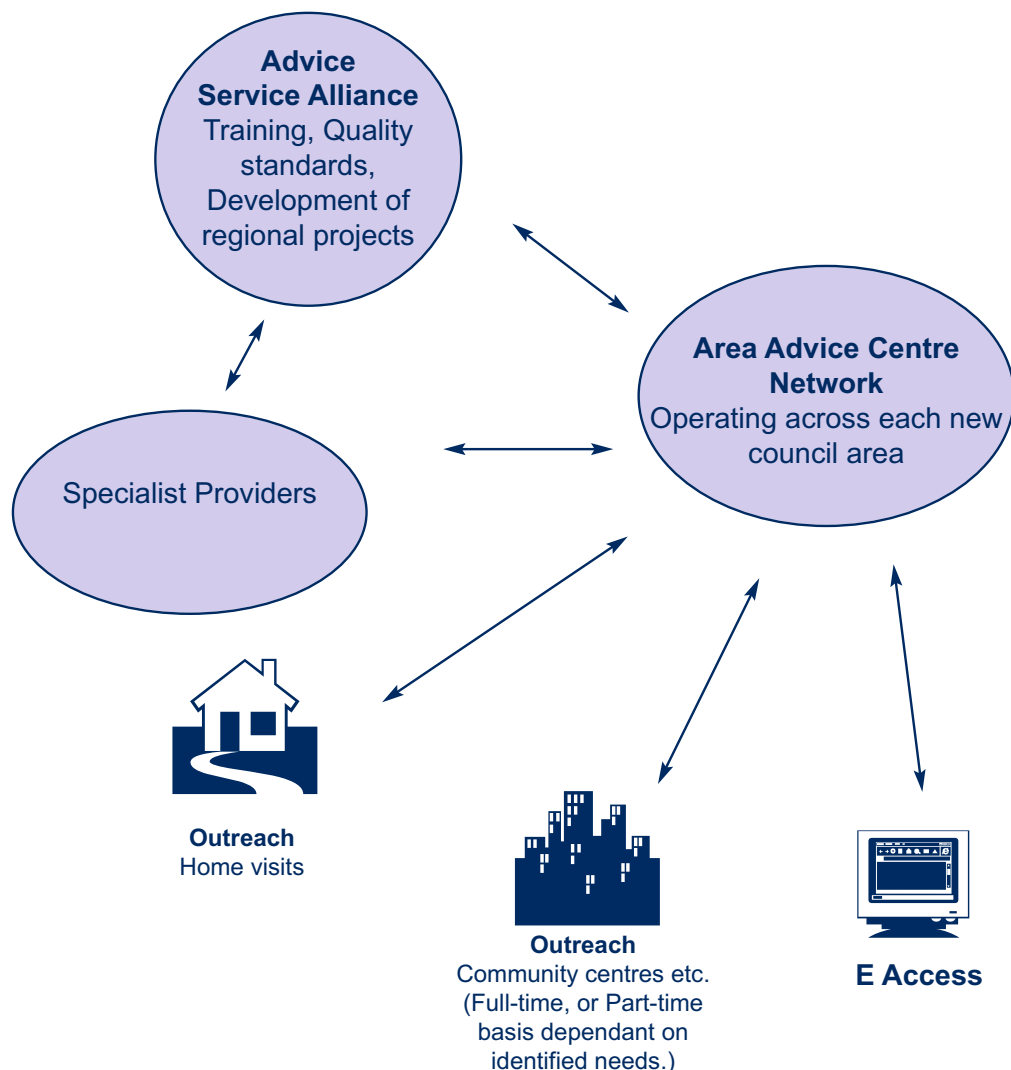 Advice
Service Alliance
Training, Quality
standards,
Development of
regional projects
Area Advice Centre
Network
Operating across each new
council area
Specialist Providers
Outreach
Home visits
Outreach
Community centres etc.
(Full-time, or Part-time
basis dependant on
identified needs.)
E Access